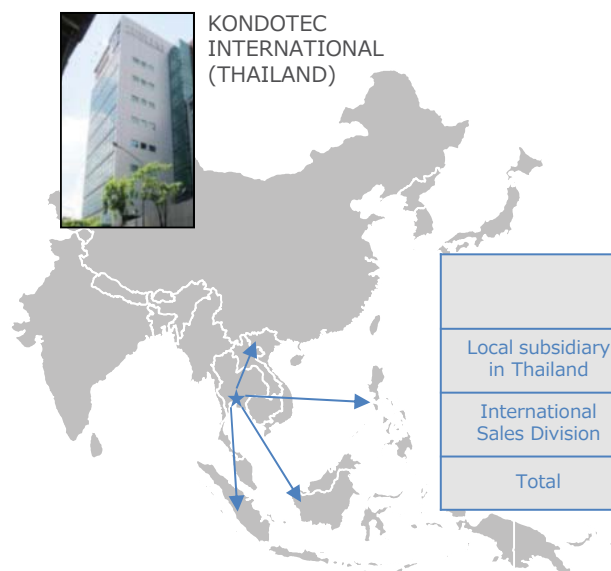 KONDOTEC
INTERNATIONAL
(THAILAND)
Local subsidiary
in Thailand
International
Sales Division
Total